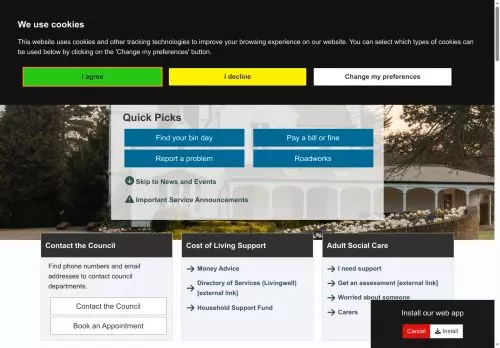 We use cookies
This website uses cookies and other tracking technologies to improve your browsing experience on our website. You can select which types of cookies can
be used below by clicking on the 'Change my preferences' button.
I agree
I decline
Change my preferences
Quick Picks
Find your bin day
Pay a bill or fine
Report a problem
Roadworks
Skip to News and Events
Important Service Announcements
Contact the Council
Find phone numbers and email
addresses to contact council
departments.
Contact the Council
Book an Appointment
Cost of Living Support
Money Advice
Directory of Services (Livingwell)
[external link]
Household Support Fund
Adult Social Care
I need support
Get an assessment [external link]
Worried about someone
Carers
Install our web app
Cancel
Install